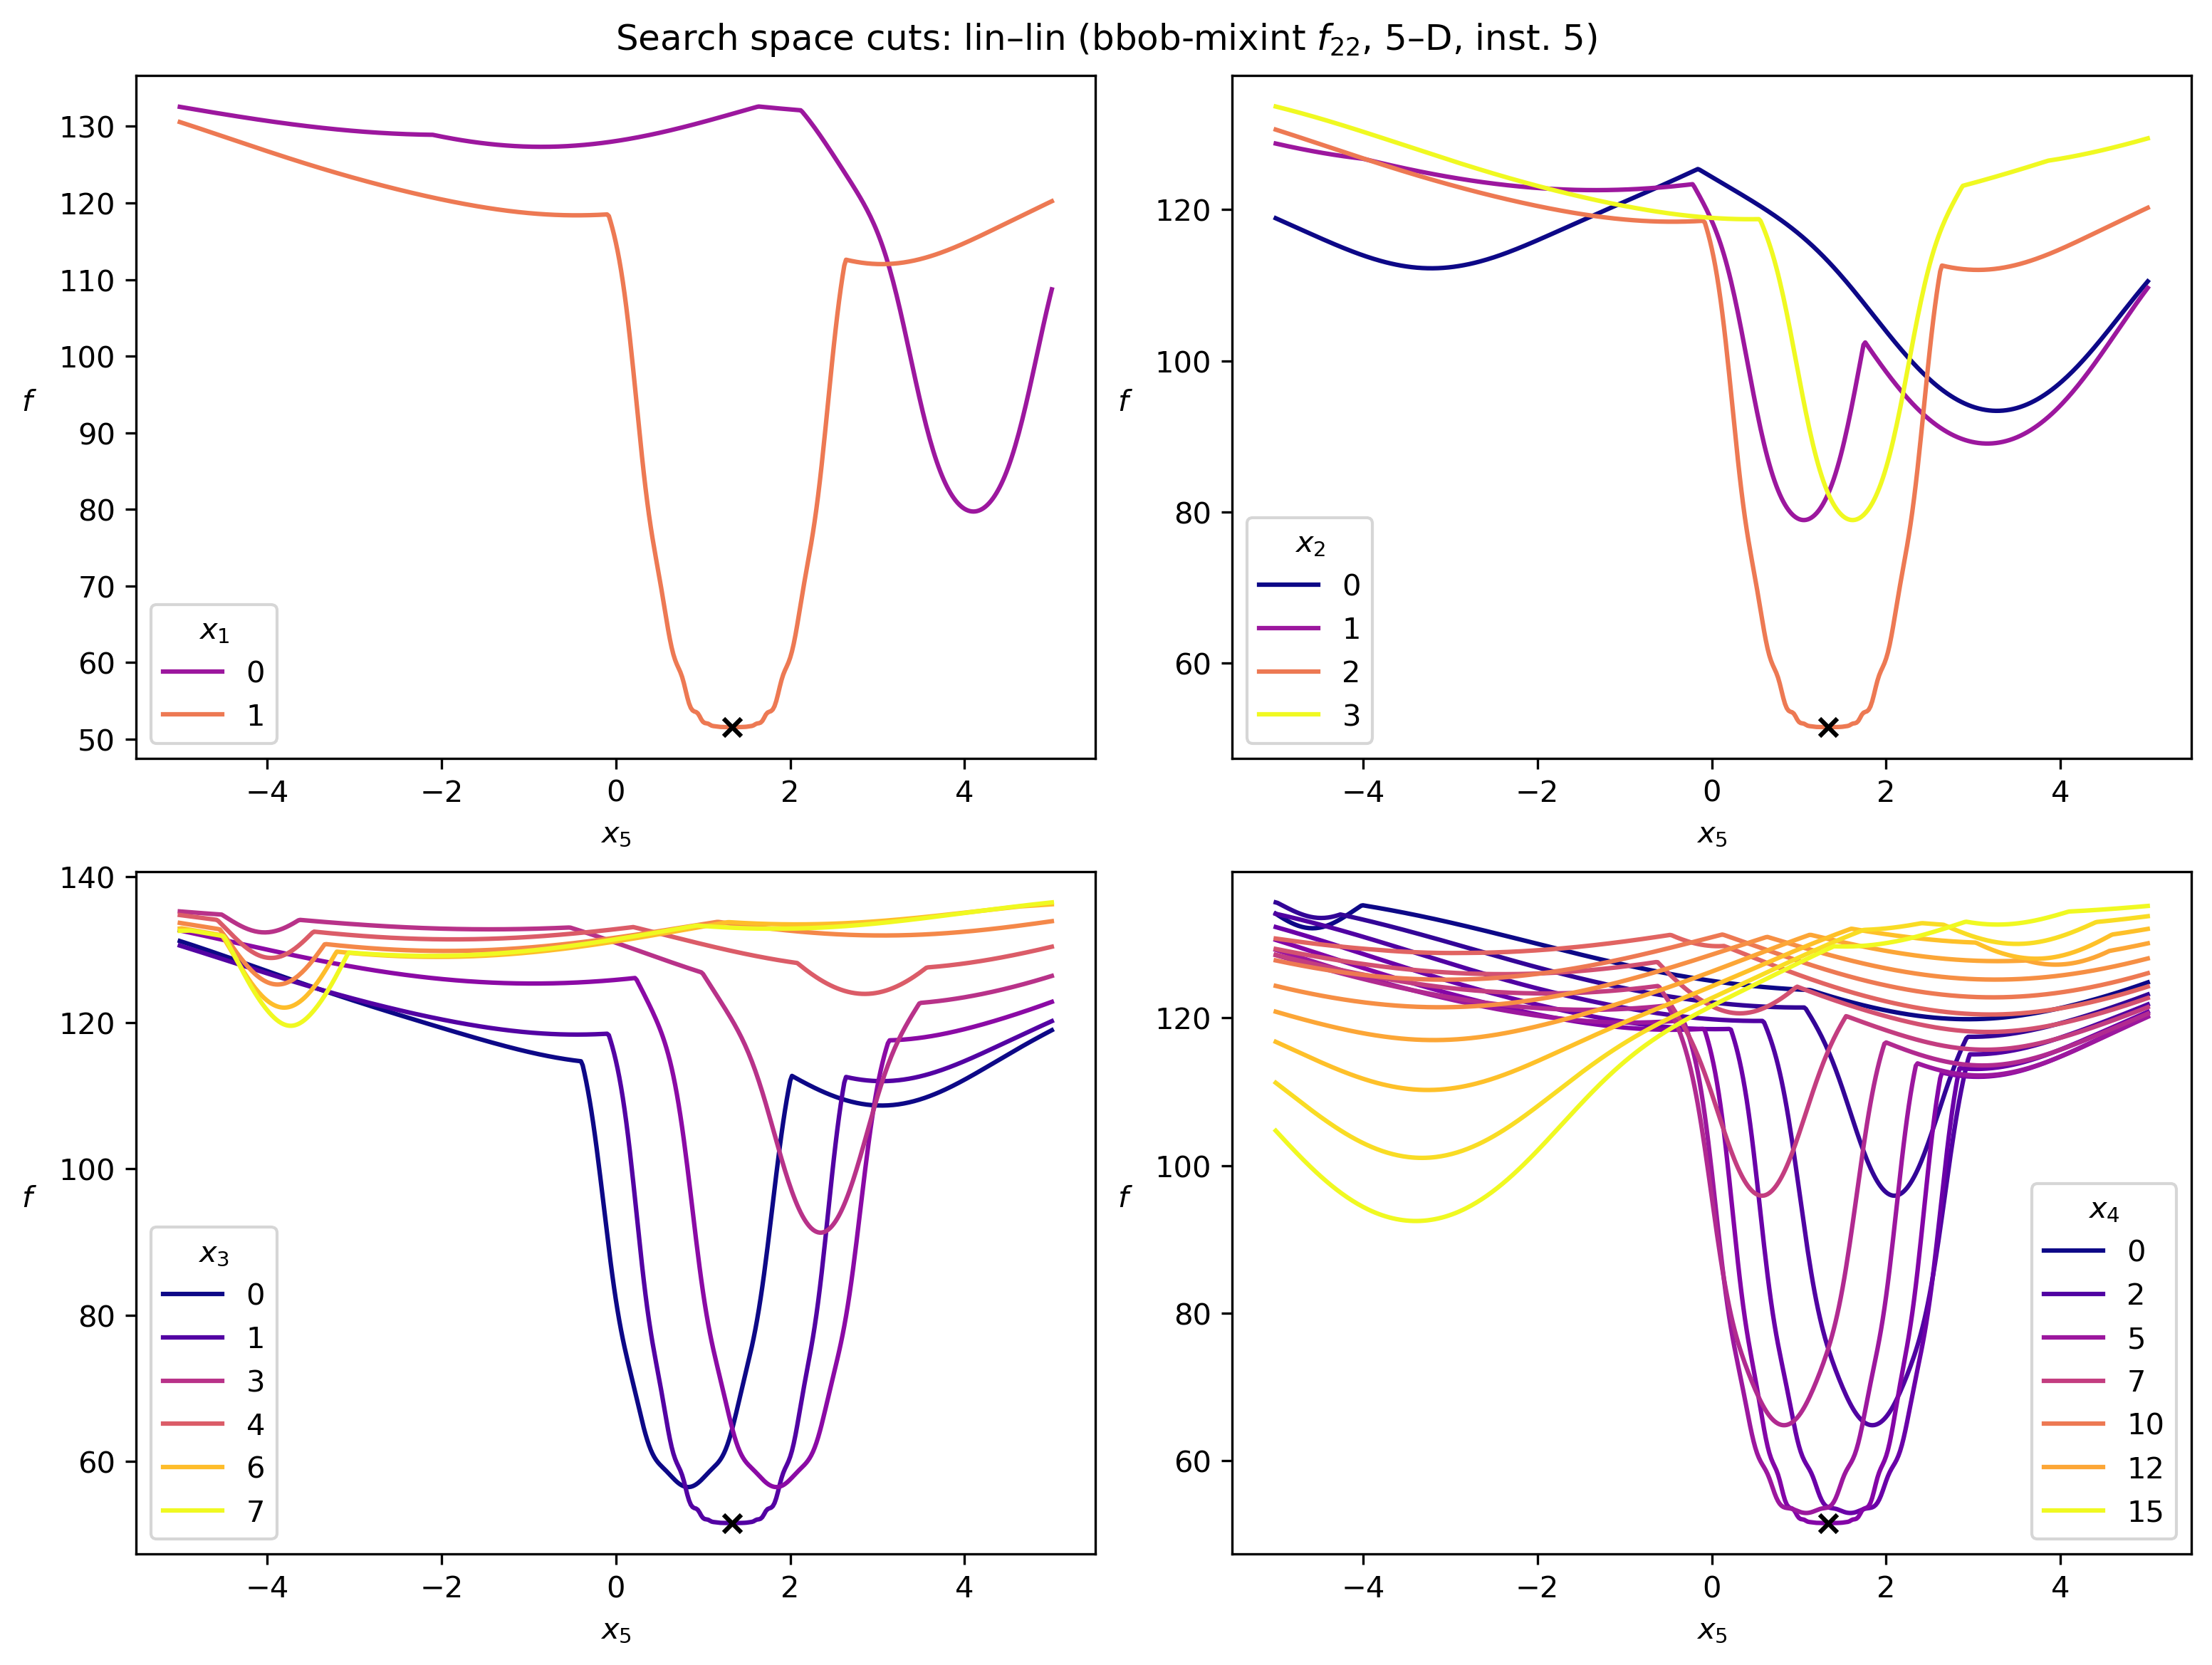 Search space cuts: lin–lin (bbob-mixint f₂₂, 5–D, inst. 5)
130
120
110
100
90
80
70
60
50
f
x₁
0
1
−4 −2 0 2 4
x₅
120
100
80
60
f
x₂
0
1
2
3
−4 −2 0 2 4
x₅
140
120
100
80
60
f
x₃
0
1
3
4
6
7
−4 −2 0 2 4
x₅
120
100
80
60
f
x₄
0
2
5
7
10
12
15
−4 −2 0 2 4
x₅